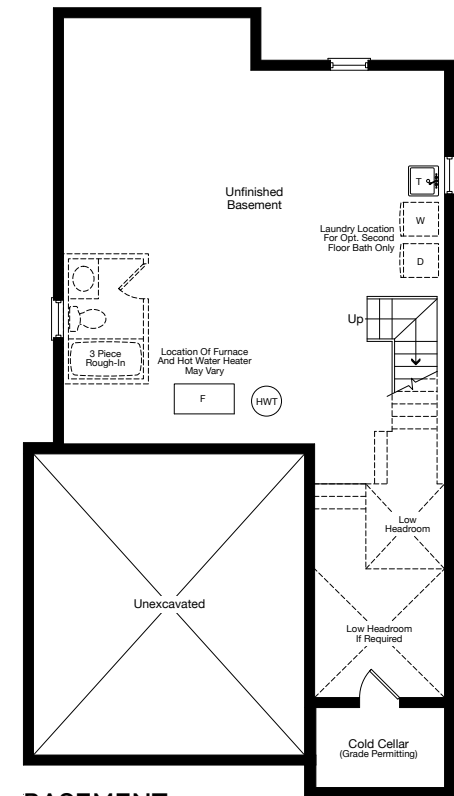 Unfinished
Basement
T
W
D
Laundry Location
For Opt. Second
Floor Bath Only
Up
3 Piece
Rough-In
Location Of Furnace
And Hot Water Heater
May Vary
F
HWT
Low
Headroom
Unexcavated
Low Headroom
If Required
Cold Cellar
(Grade Permitting)
BASEMENT